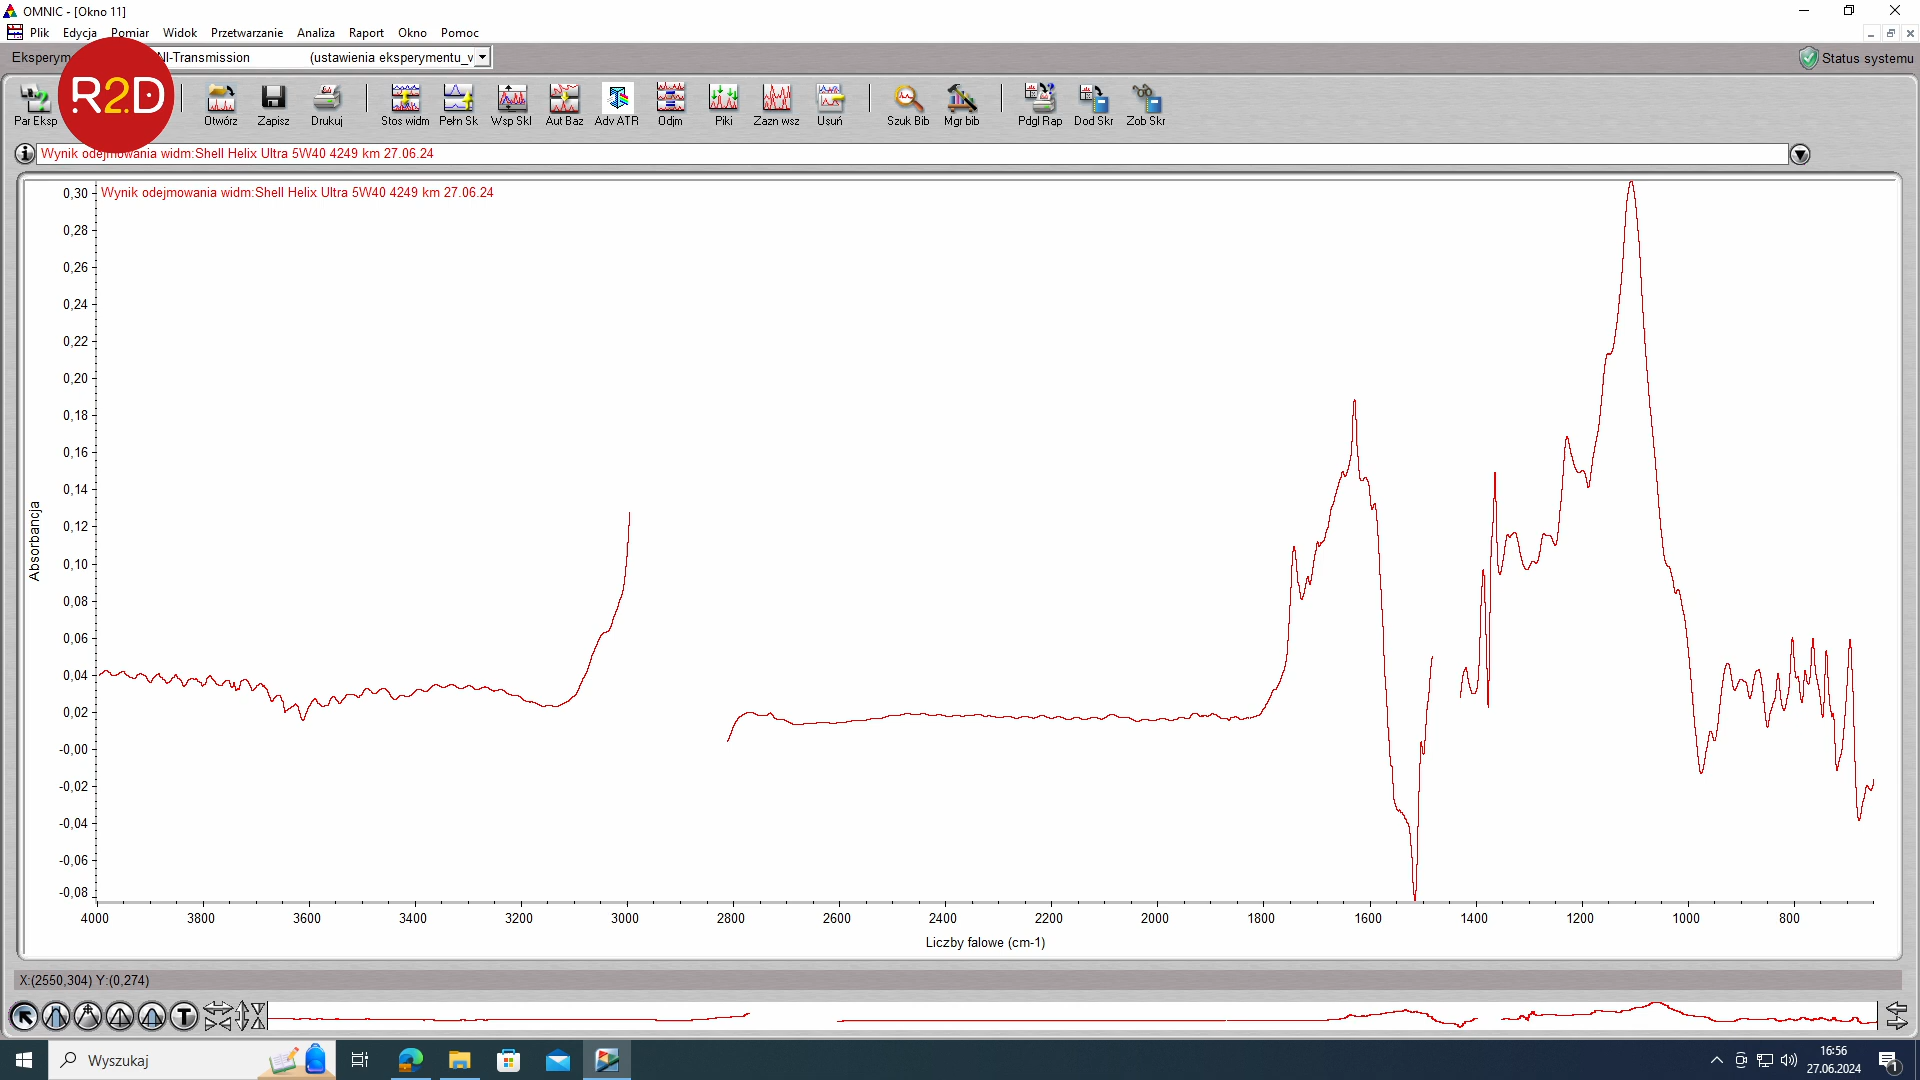 OMNIC - [Okno 11]
Plik Edycja Pomiar Widok Przetwarzanie Analiza Raport Okno Pomoc
Eksperym NI-Transmission (ustawienia eksperymentu_v Status systemu
R2D
Par Eksp Otwórz Zapisz Drukuj Stos widm Pełn Sk Wsp Skl Aut Baz Adv ATR Odjm Piki Zazn wsz Usuń Szuk Bib Mgr bib Pdgl Rap Dod Skr Zob Skr
Wynik odejmowania widm:Shell Helix Ultra 5W40 4249 km 27.06.24
Wynik odejmowania widm:Shell Helix Ultra 5W40 4249 km 27.06.24
0,30
0,28
0,26
0,24
0,22
0,20
0,18
0,16
0,14
0,12
0,10
0,08
0,06
0,04
0,02
-0,00
-0,02
-0,04
-0,06
-0,08
Absorbancja
4000 3800 3600 3400 3200 3000 2800 2600 2400 2200 2000 1800 1600 1400 1200 1000 800
Liczby falowe (cm-1)
X:(2550,304) Y:(0,274)
T
Wyszukaj
16:56
27.06.2024
1